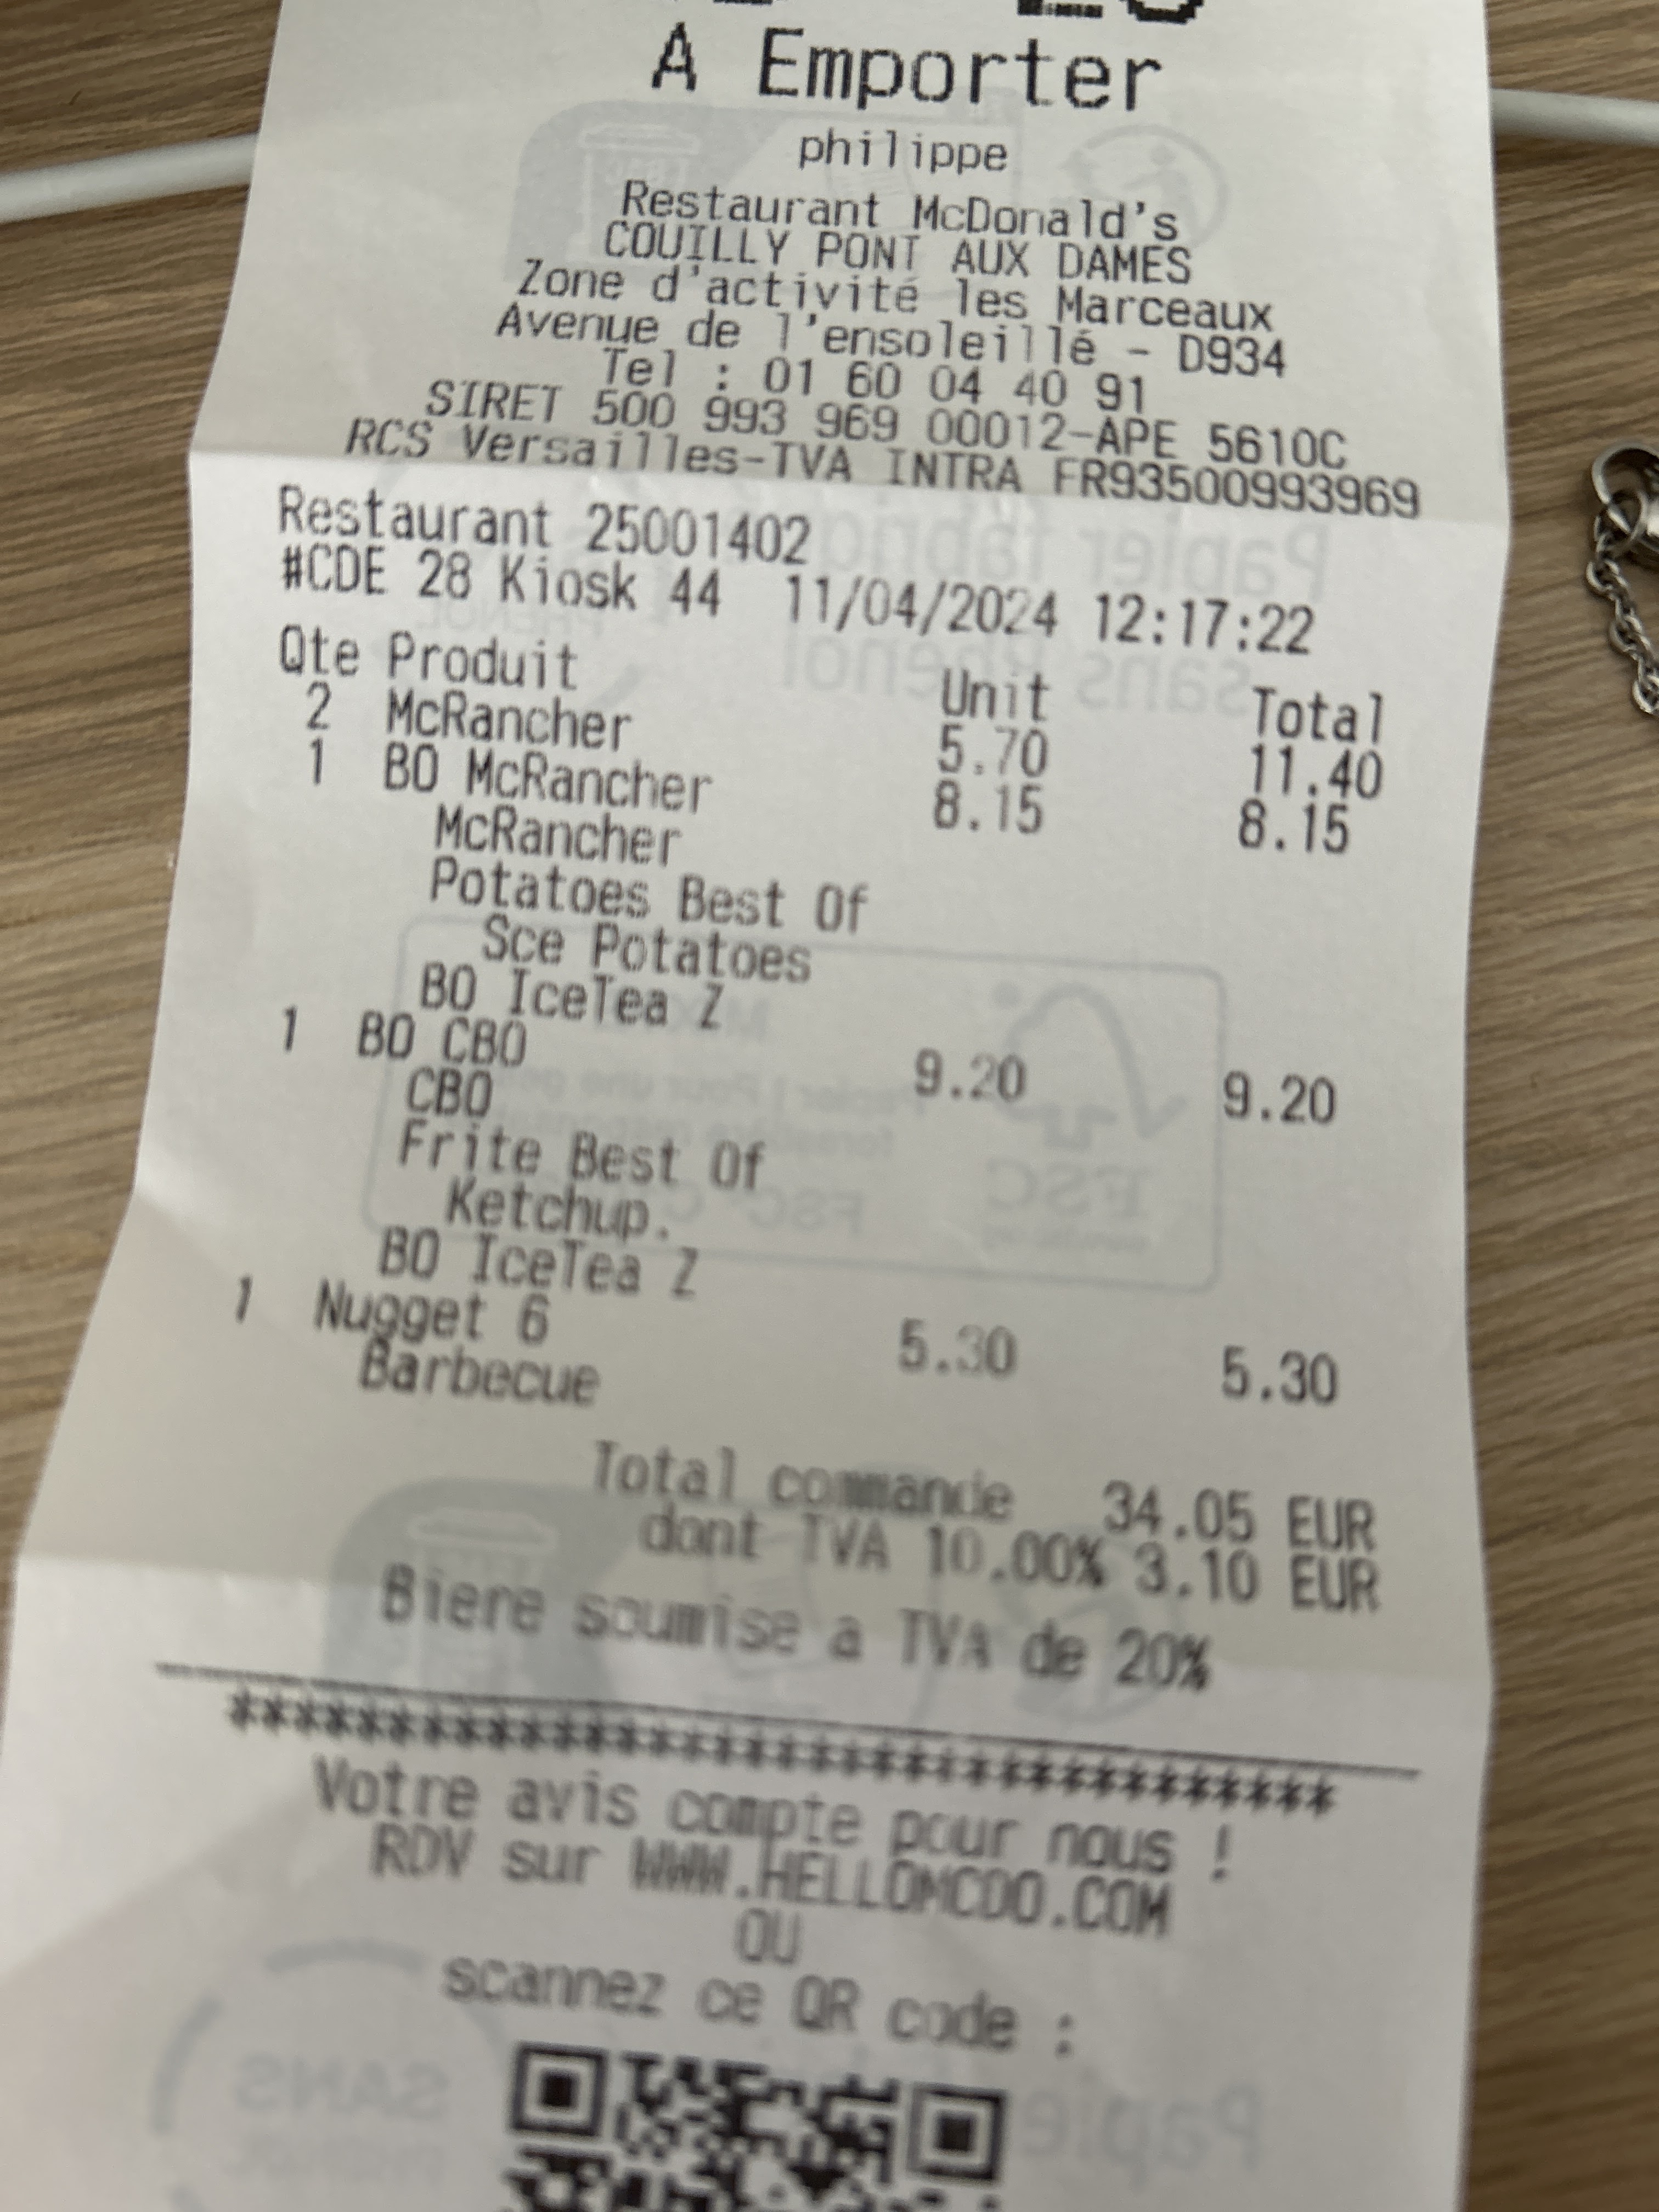 A Emporter
philippe
Restaurant McDonald's
COUILLY PONT AUX DAMES
Zone d'activité les Marceaux
Avenue de l'ensoleillé - D934
Tel : 01 60 04 40 91
SIRET 500 993 969 00012-APE 5610C
RCS Versailles-TVA INTRA FR93500993969
Restaurant 25001402
#CDE 28 Kiosk 44 11/04/2024 12:17:22
Qte Produit Unit Total
2 McRancher 5.70 11.40
1 BO McRancher 8.15 8.15
McRancher
Potatoes Best Of
Sce Potatoes
BO IceTea Z
1 BO CBO 9.20 9.20
CBO
Frite Best Of
Ketchup.
BO IceTea Z
1 Nugget 6 5.30 5.30
Barbecue
Total commande 34.05 EUR
dont TVA 10.00% 3.10 EUR
Biere soumise a TVA de 20%
**********************************
Votre avis compte pour nous !
RDV sur WWW.HELLOMCDO.COM
OU
scannez ce QR code :